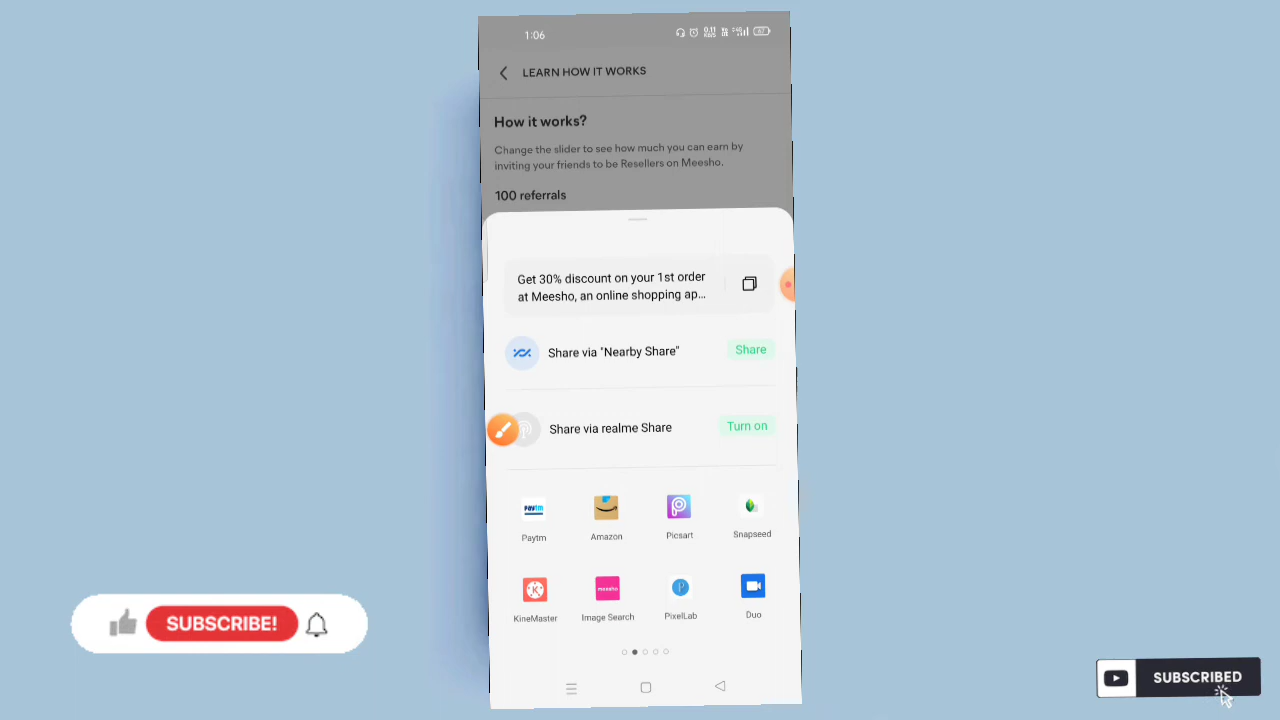 1:06
LEARN HOW IT WORKS
How it works?
Change the slider to see how much you can earn by
inviting your friends to be Resellers on Meesho.
100 referrals
Get 30% discount on your 1st order
at Meesho, an online shopping ap...
Share via "Nearby Share"
Share
Share via realme Share
Turn on
Paytm
Amazon
Picsart
Snapseed
meesho
KineMaster
Image Search
PixelLab
Duo
SUBSCRIBE!
SUBSCRIBED